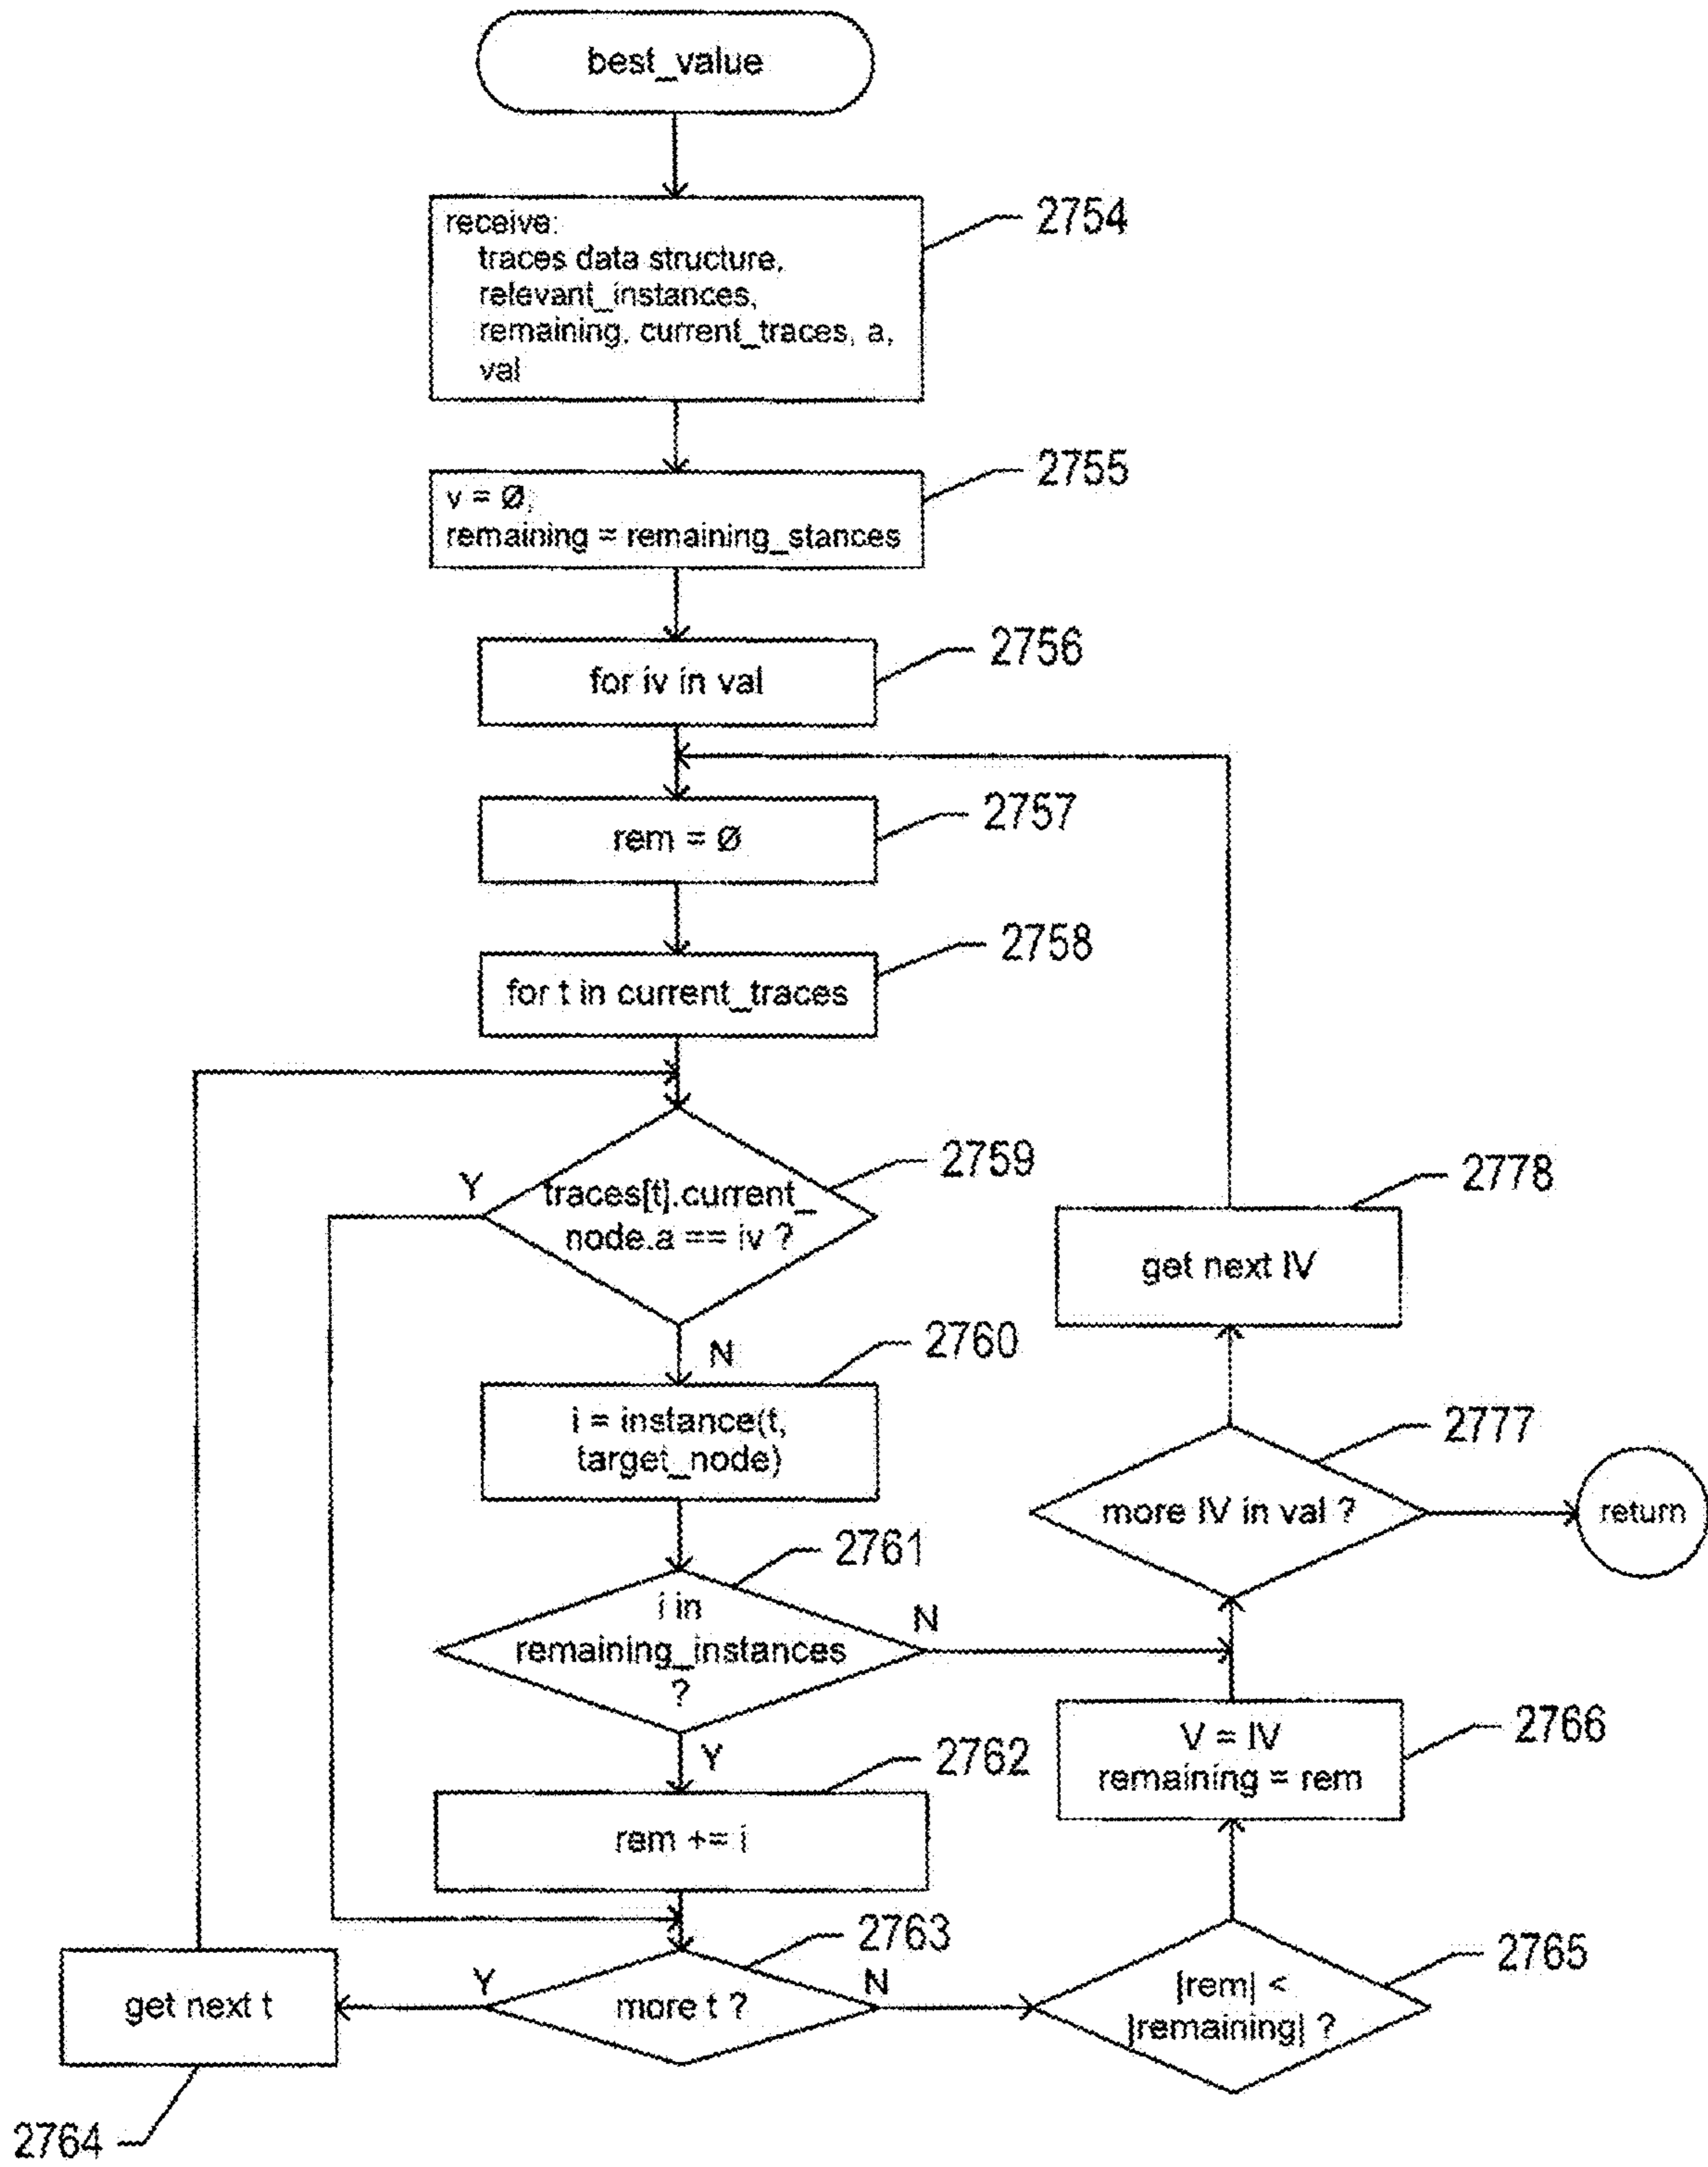 best_value
receive:
traces data structure,
relevant_instances,
remaining, current_traces, a,
val
2754
v = Ø,
remaining = remaining_stances
2755
for iv in val
2756
rem = Ø
2757
for t in current_traces
2758
traces[t].current_
node.a == iv ?
2759
Y
N
i = instance(t,
target_node)
2760
i in
remaining_instances
?
2761
N
Y
rem += i
2762
more t ?
2763
Y
N
get next t
2764
|rem| <
|remaining| ?
2765
V = IV
remaining = rem
2766
more IV in val ?
2777
return
get next IV
2778